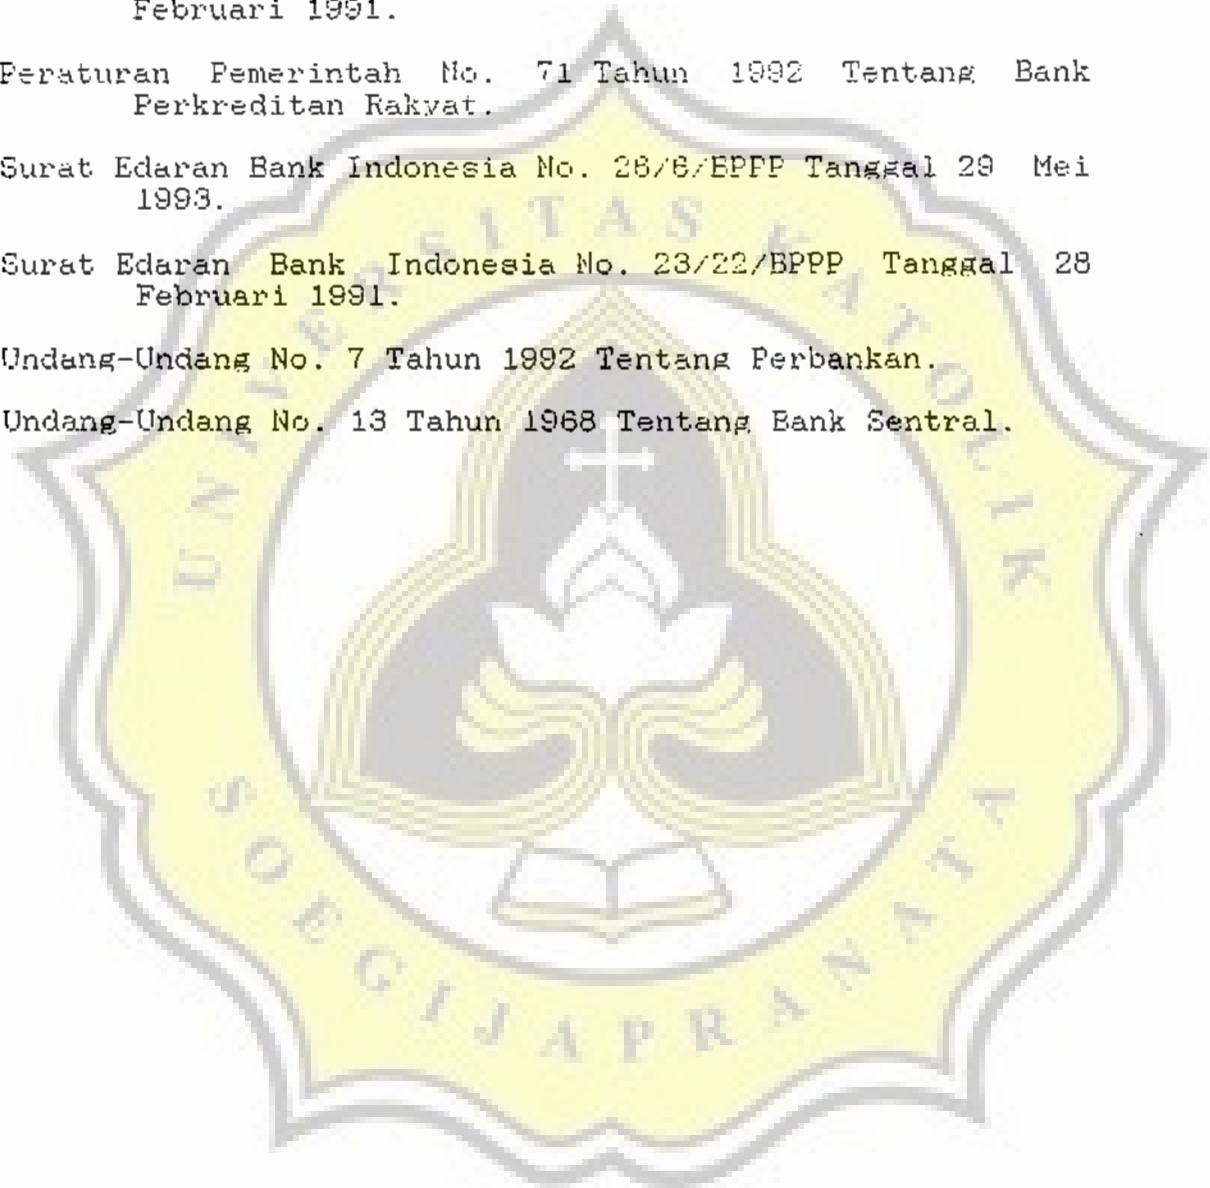 Februari 1991.
Peraturan Pemerintah No. 71 Tahun 1992 Tentang Bank
Perkreditan Rakyat.
Surat Edaran Bank Indonesia No. 26/6/BPPP Tanggal 29 Mei
1993.
Surat Edaran Bank Indonesia No. 23/22/BPPP Tanggal 28
Februari 1991.
Undang-Undang No. 7 Tahun 1992 Tentang Perbankan.
Undang-Undang No. 13 Tahun 1968 Tentang Bank Sentral.
UNIVERSITAS KATOLIK
SOEGIJAPRANATA